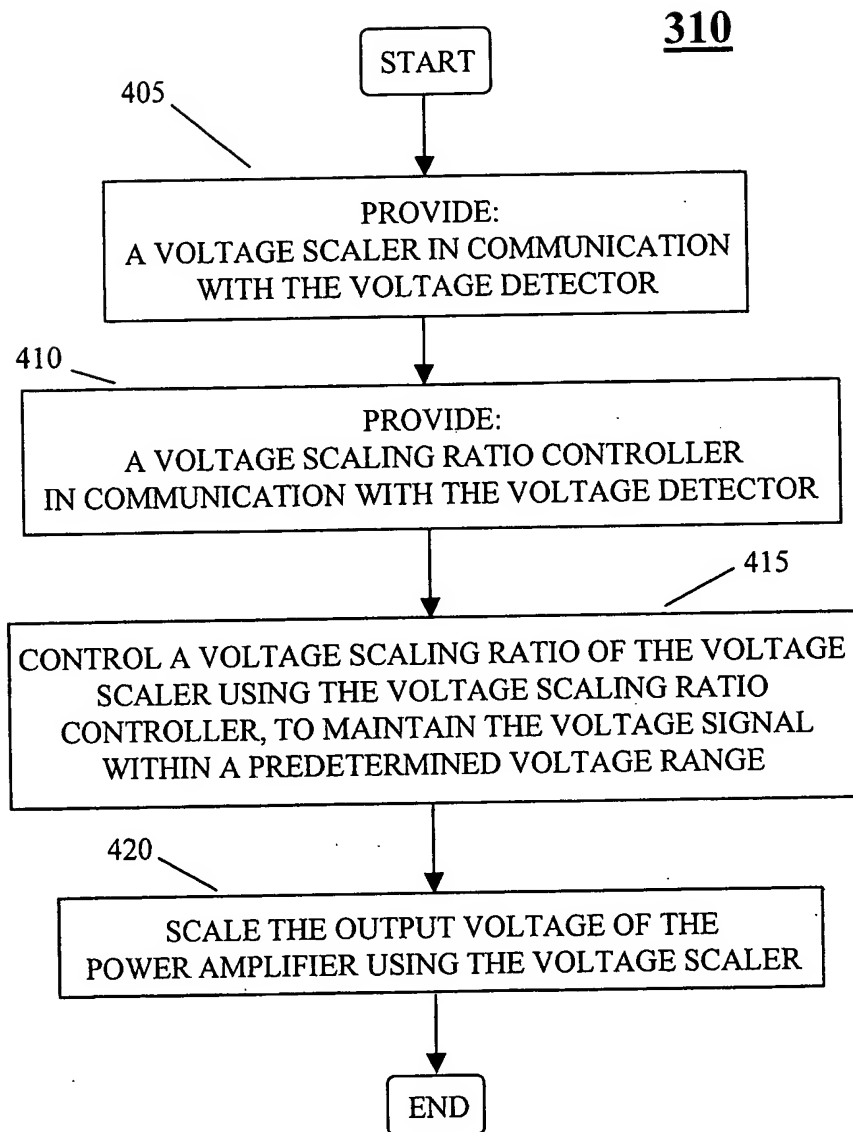 310
START
405
PROVIDE:
A VOLTAGE SCALER IN COMMUNICATION
WITH THE VOLTAGE DETECTOR
410
PROVIDE:
A VOLTAGE SCALING RATIO CONTROLLER
IN COMMUNICATION WITH THE VOLTAGE DETECTOR
415
CONTROL A VOLTAGE SCALING RATIO OF THE VOLTAGE
SCALER USING THE VOLTAGE SCALING RATIO
CONTROLLER, TO MAINTAIN THE VOLTAGE SIGNAL
WITHIN A PREDETERMINED VOLTAGE RANGE
420
SCALE THE OUTPUT VOLTAGE OF THE
POWER AMPLIFIER USING THE VOLTAGE SCALER
END